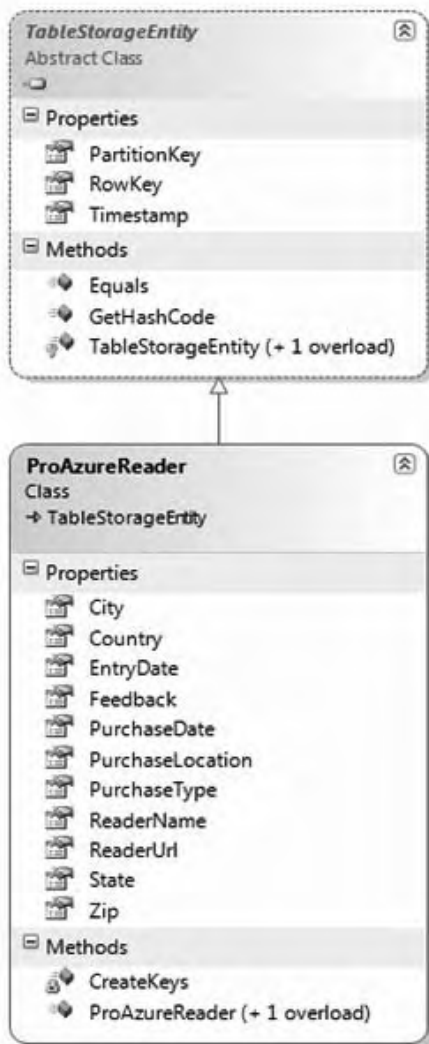 TableStorageEntity
Abstract Class
Properties
PartitionKey
RowKey
Timestamp
Methods
Equals
GetHashCode
TableStorageEntity (+ 1 overload)
ProAzureReader
Class
TableStorageEntity
Properties
City
Country
EntryDate
Feedback
PurchaseDate
PurchaseLocation
PurchaseType
ReaderName
ReaderUrl
State
Zip
Methods
CreateKeys
ProAzureReader (+ 1 overload)